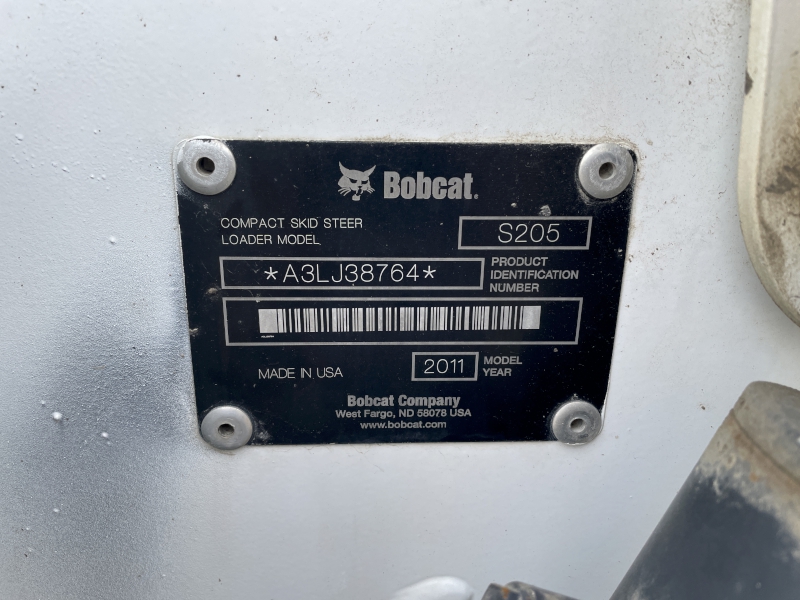 Bobcat.
COMPACT SKID STEER
LOADER MODEL
S205
*A3LJ38764*
PRODUCT
IDENTIFICATION
NUMBER
MADE IN USA
2011
MODEL
YEAR
Bobcat Company
West Fargo, ND 58078 USA
www.bobcat.com